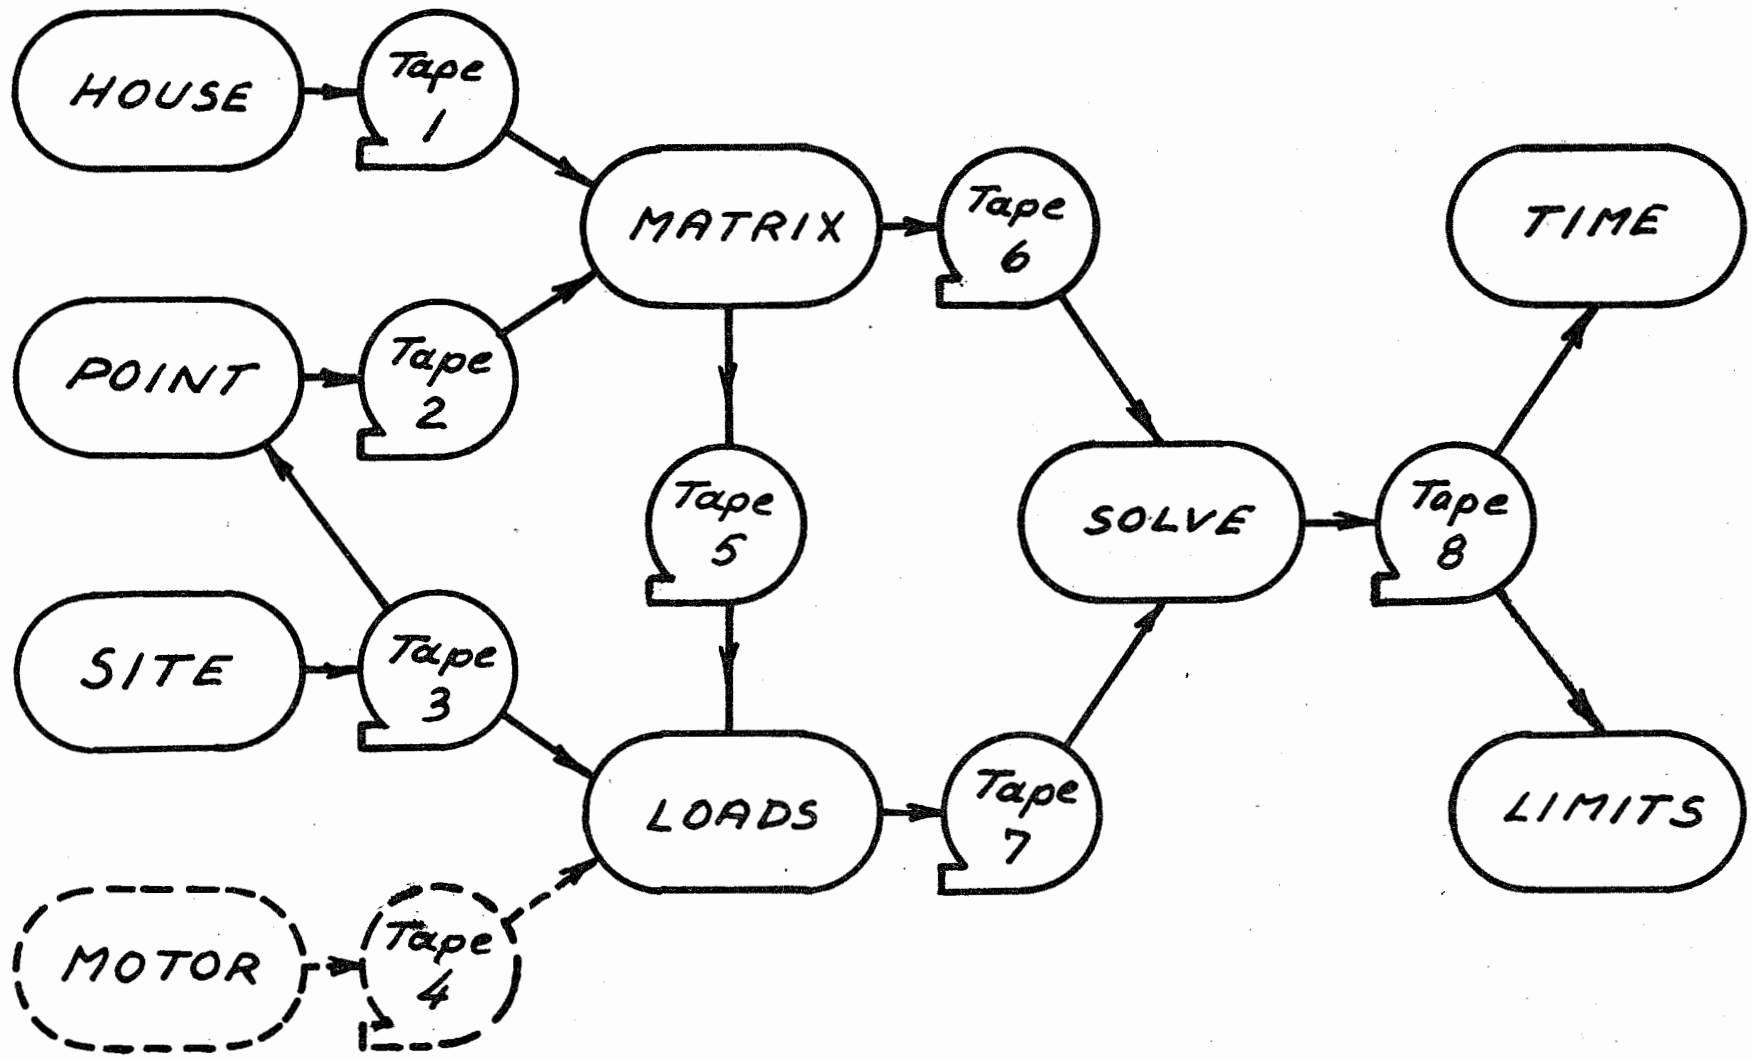 HOUSE
Tape
1
MATRIX
Tape
6
TIME
POINT
Tape
2
Tape
5
SOLVE
Tape
8
SITE
Tape
3
LOADS
Tape
7
LIMITS
MOTOR
Tape
4